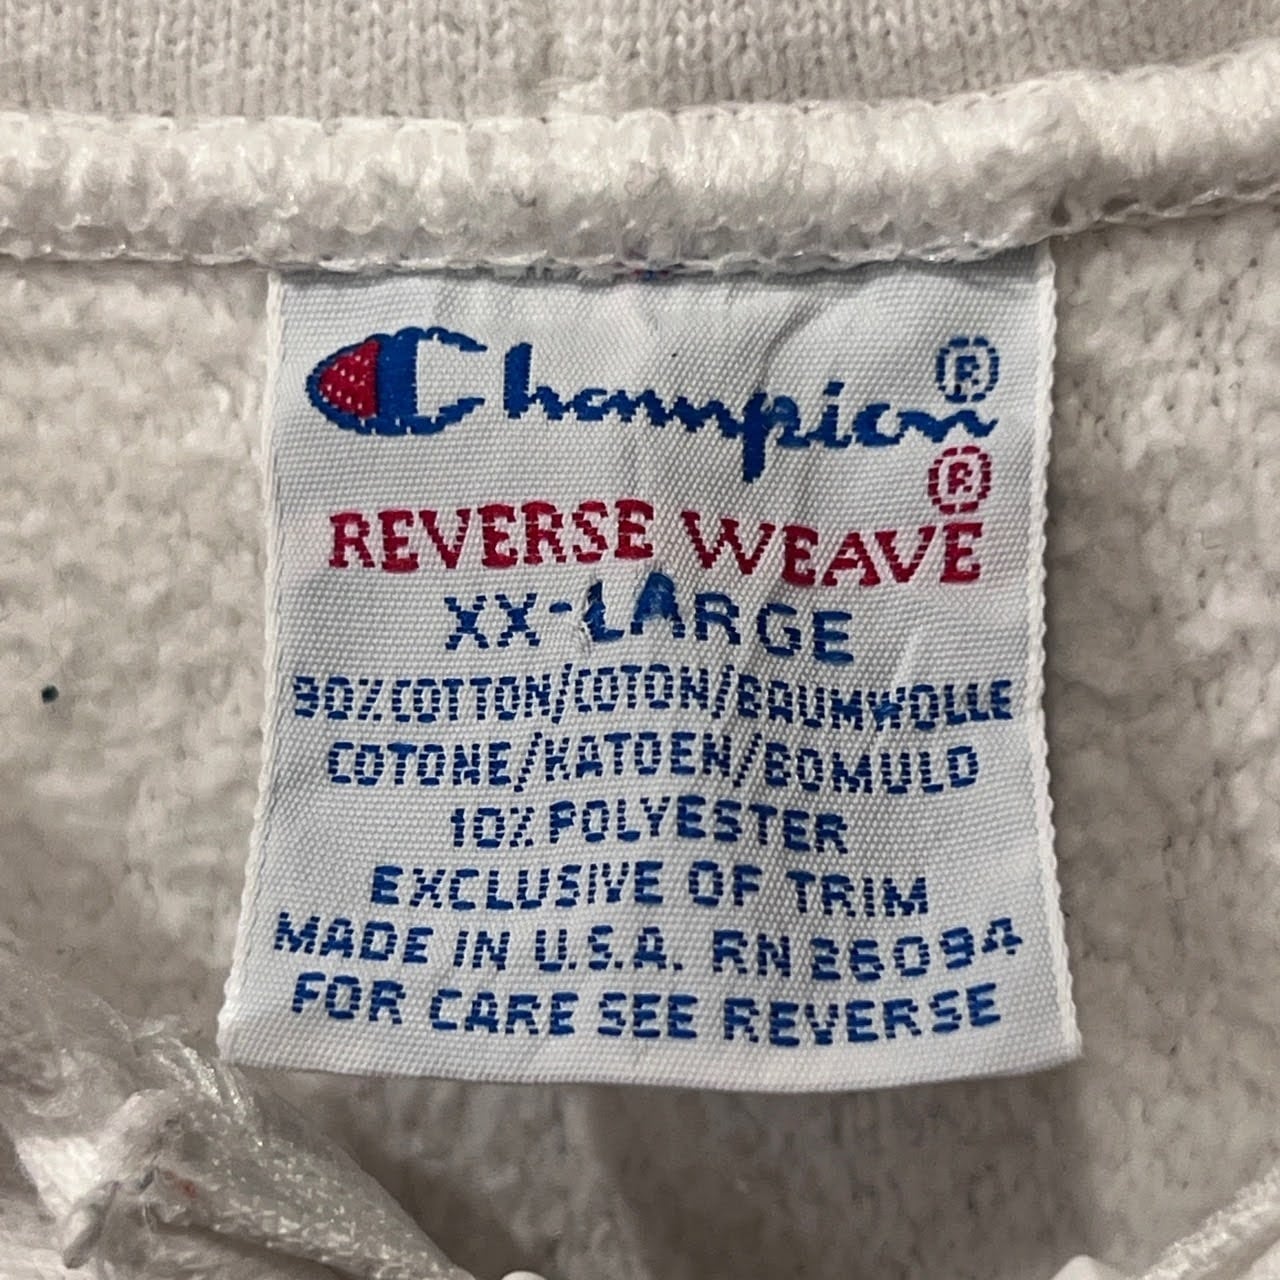 Champion®
REVERSE WEAVE®
XX-LARGE
90% COTTON/COTON/BAUMWOLLE
COTONE/KATOEN/BOMULD
10% POLYESTER
EXCLUSIVE OF TRIM
MADE IN U.S.A. RN 26094
FOR CARE SEE REVERSE